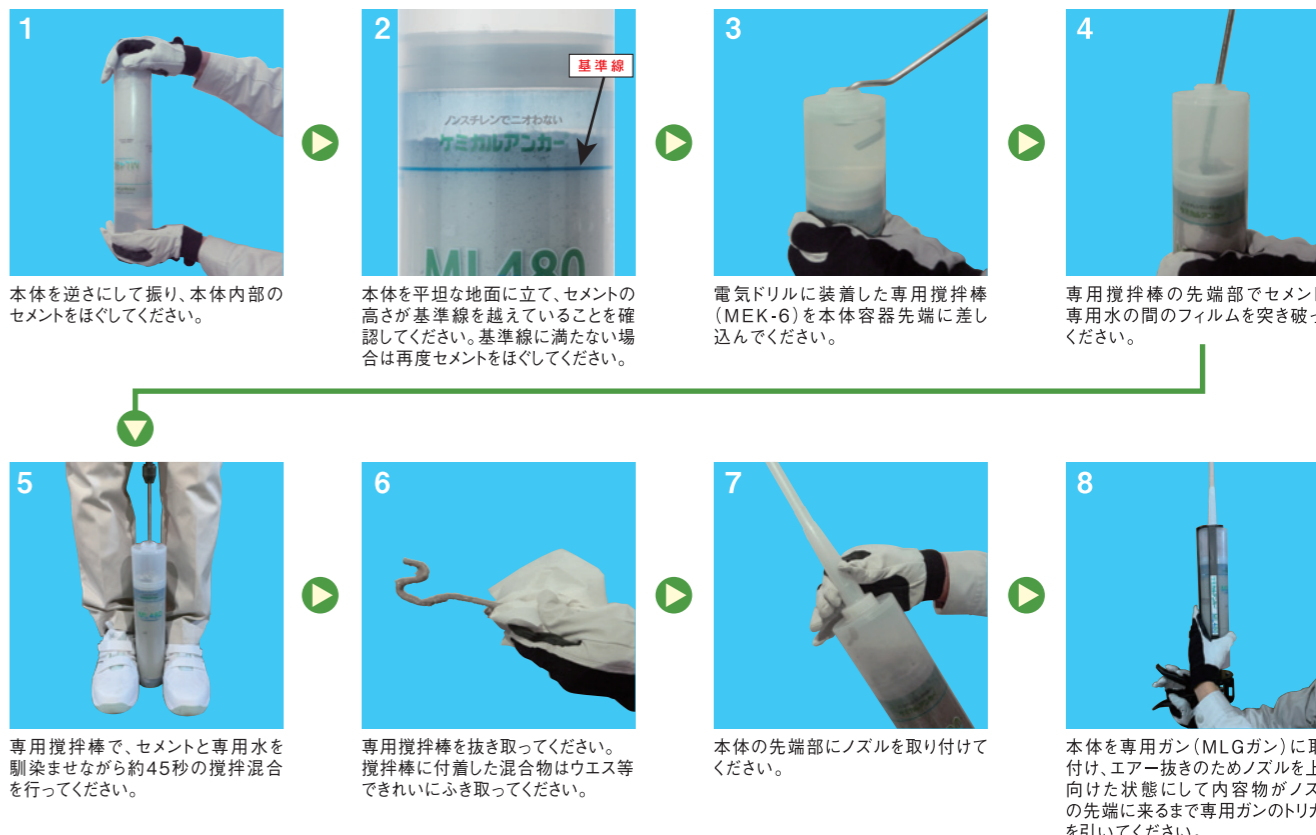 1
2
基準線
ノンスチレンでニオわない
ケミカルアンカー
ML480
3
4
本体を逆さにして振り、本体内部の
セメントをほぐしてください。
本体を平坦な地面に立て、セメントの
高さが基準線を越えていることを確
認してください。基準線に満たない場
合は再度セメントをほぐしてください。
電気ドリルに装着した専用撹拌棒
(MEK-6)を本体容器先端に差し
込んでください。
専用撹拌棒の先端部でセメント
専用水の間のフィルムを突き破っ
ください。
5
6
7
8
専用撹拌棒で、セメントと専用水を
馴染ませながら約45秒の撹拌混合
を行ってください。
専用撹拌棒を抜き取ってください。
撹拌棒に付着した混合物はウエス等
できれいにふき取ってください。
本体の先端部にノズルを取り付けて
ください。
本体を専用ガン(MLGガン)に取
付け、エアー抜きのためノズルを上
向けた状態にして内容物がノズ
の先端に来るまで専用ガンのトリガ
を引いてください。